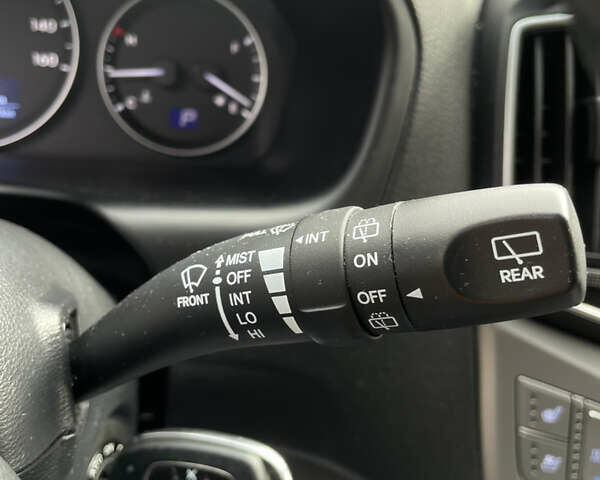 140
160
H
F
C
P
MIST
OFF
INT
LO
HI
FRONT
INT
ON
OFF
REAR